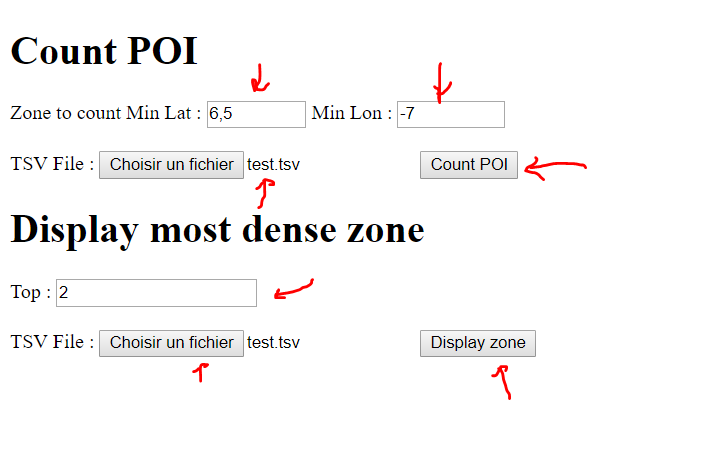 Count POI
Zone to count Min Lat : 6,5 Min Lon : -7
TSV File : Choisir un fichier test.tsv Count POI
Display most dense zone
Top : 2
TSV File : Choisir un fichier test.tsv Display zone